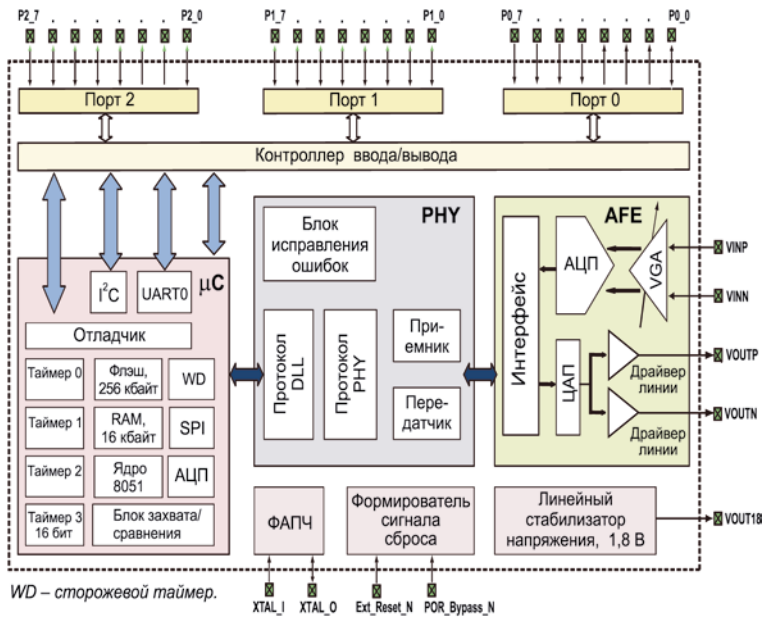 P2_7 . . . . . . P2_0
P1_7 . . . . . . P1_0
P0_7 . . . . . . P0_0
Порт 2
Порт 1
Порт 0
Контроллер ввода/вывода
μC
I²C
UART0
Отладчик
Таймер 0
Флэш,
256 кбайт
WD
Таймер 1
RAM,
16 кбайт
SPI
Таймер 2
Ядро
8051
АЦП
Таймер 3
16 бит
Блок захвата/
сравнения
PHY
Блок
исправления
ошибок
Протокол
DLL
Протокол
PHY
При-
емник
Пере-
датчик
AFE
Интерфейс
АЦП
VGA
ЦАП
Драйвер
линии
Драйвер
линии
VINP
VINN
VOUTP
VOUTN
ФАПЧ
Формирователь
сигнала
сброса
Линейный
стабилизатор
напряжения, 1,8 В
VOUT18
WD – сторожевой таймер.
XTAL_I
XTAL_O
Ext_Reset_N
POR_Bypass_N